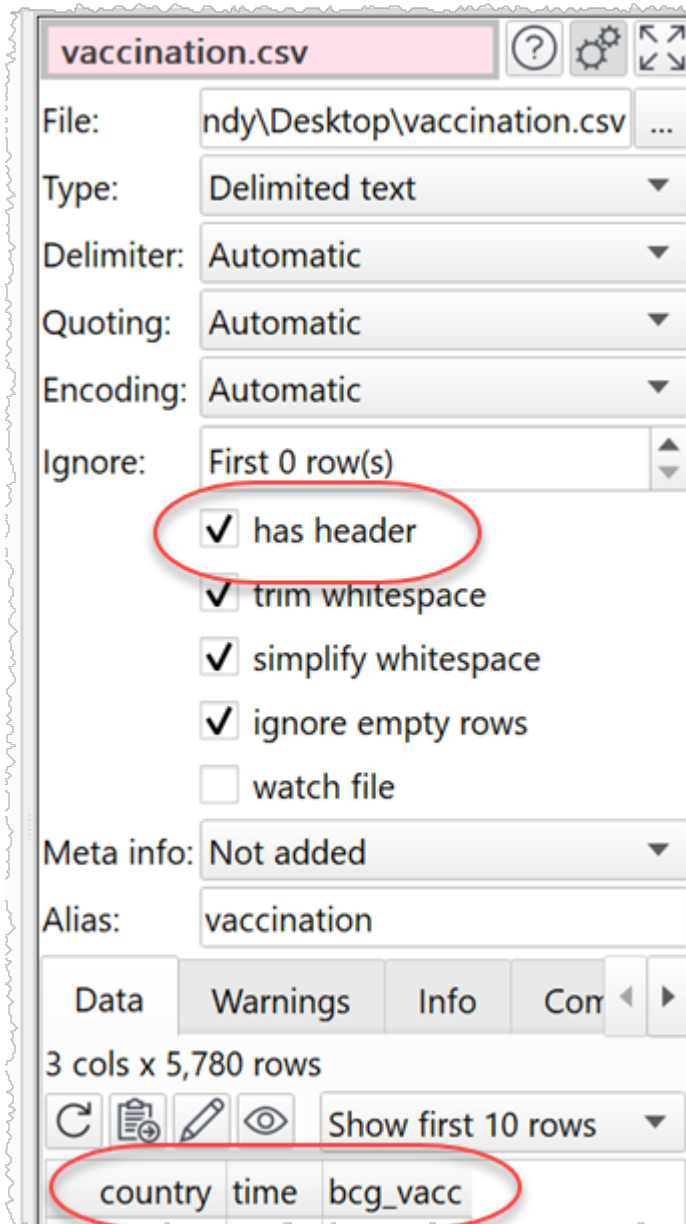 vaccination.csv
File: ndy\Desktop\vaccination.csv ...
Type: Delimited text
Delimiter: Automatic
Quoting: Automatic
Encoding: Automatic
Ignore: First 0 row(s)
has header
trim whitespace
simplify whitespace
ignore empty rows
watch file
Meta info: Not added
Alias: vaccination
Data Warnings Info Com
3 cols x 5,780 rows
Show first 10 rows
country time bcg_vacc